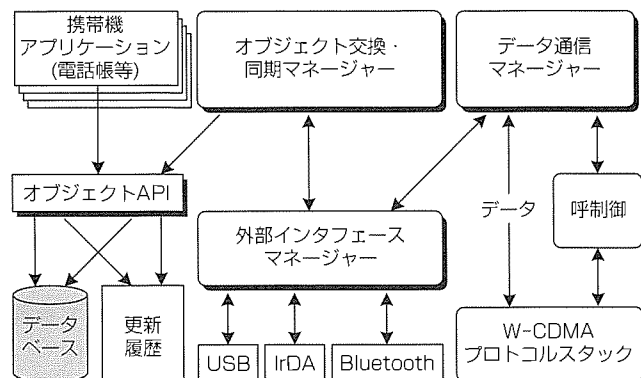 携帯機
アプリケーション
(電話帳等)
オブジェクト交換・
同期マネージャー
データ通信
マネージャー
オブジェクトAPI
データ
呼制御
外部インタフェース
マネージャー
データ
ベース
更新
履歴
USB
IrDA
Bluetooth
W-CDMA
プロトコルスタック